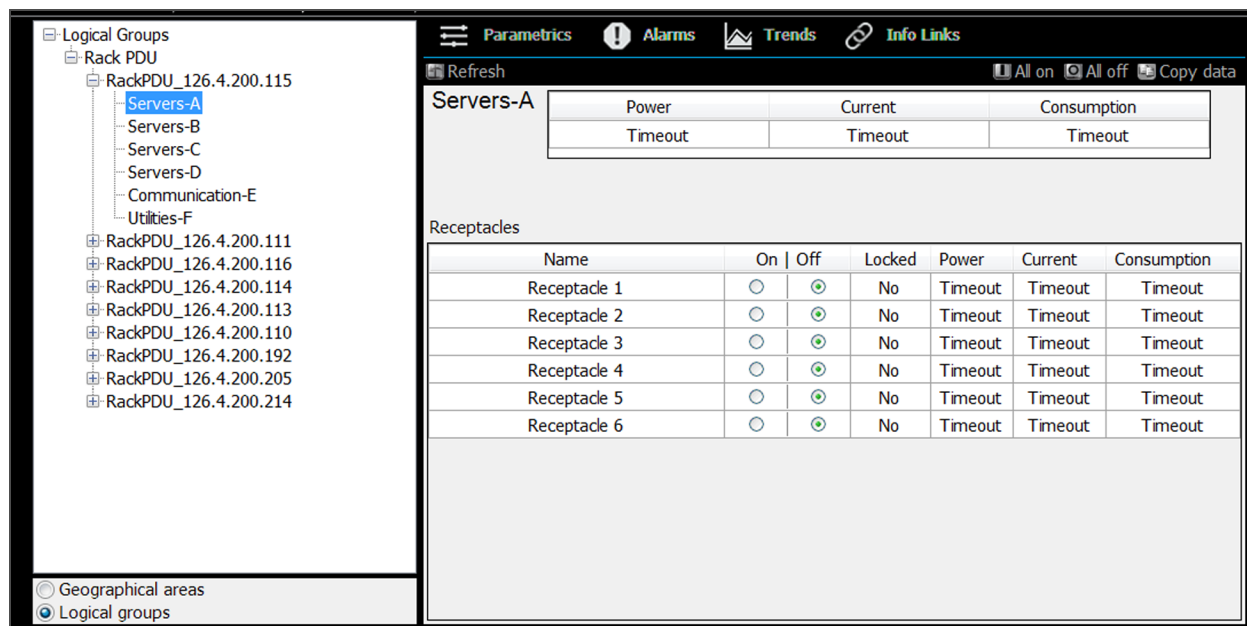 Logical Groups
Rack PDU
RackPDU_126.4.200.115
Servers-A
Servers-B
Servers-C
Servers-D
Communication-E
Utilities-F
RackPDU_126.4.200.111
RackPDU_126.4.200.116
RackPDU_126.4.200.114
RackPDU_126.4.200.113
RackPDU_126.4.200.110
RackPDU_126.4.200.192
RackPDU_126.4.200.205
RackPDU_126.4.200.214
Geographical areas
Logical groups
Parametrics Alarms Trends Info Links
Refresh All on All off Copy data
Servers-A Power Current Consumption
Timeout Timeout Timeout
Receptacles
Name On | Off Locked Power Current Consumption
Receptacle 1 No Timeout Timeout Timeout
Receptacle 2 No Timeout Timeout Timeout
Receptacle 3 No Timeout Timeout Timeout
Receptacle 4 No Timeout Timeout Timeout
Receptacle 5 No Timeout Timeout Timeout
Receptacle 6 No Timeout Timeout Timeout